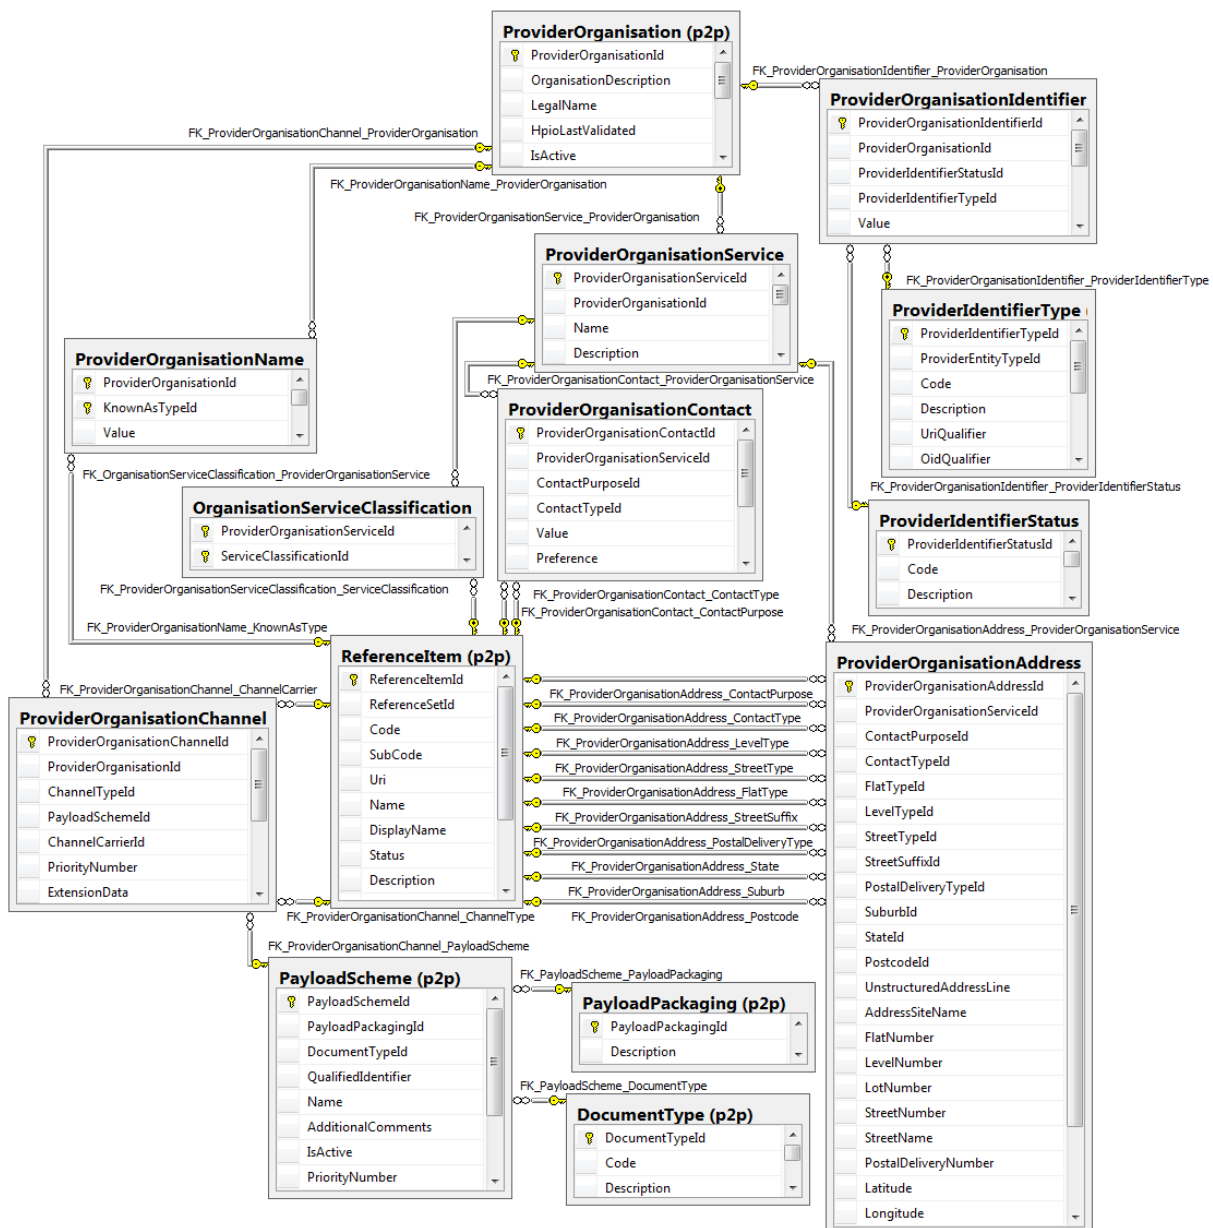 ProviderOrganisation (p2p)
ProviderOrganisationId
OrganisationDescription
LegalName
HpioLastValidated
IsActive
FK_ProviderOrganisationIdentifier_ProviderOrganisation
ProviderOrganisationIdentifier
ProviderOrganisationIdentifierId
ProviderOrganisationId
ProviderIdentifierStatusId
ProviderIdentifierTypeId
Value
FK_ProviderOrganisationChannel_ProviderOrganisation
FK_ProviderOrganisationName_ProviderOrganisation
FK_ProviderOrganisationService_ProviderOrganisation
ProviderOrganisationService
ProviderOrganisationServiceId
ProviderOrganisationId
Name
Description
FK_ProviderOrganisationIdentifier_ProviderIdentifierType
ProviderIdentifierType (
ProviderIdentifierTypeId
ProviderEntityTypeId
Code
Description
UriQualifier
OidQualifier
ProviderOrganisationName
ProviderOrganisationId
KnownAsTypeId
Value
FK_ProviderOrganisationContact_ProviderOrganisationService
ProviderOrganisationContact
ProviderOrganisationContactId
ProviderOrganisationServiceId
ContactPurposeId
ContactTypeId
Value
Preference
FK_OrganisationServiceClassification_ProviderOrganisationService
OrganisationServiceClassification
ProviderOrganisationServiceId
ServiceClassificationId
FK_ProviderOrganisationIdentifier_ProviderIdentifierStatus
ProviderIdentifierStatus
ProviderIdentifierStatusId
Code
Description
FK_ProviderOrganisationServiceClassification_ServiceClassification
FK_ProviderOrganisationContact_ContactType
FK_ProviderOrganisationContact_ContactPurpose
FK_ProviderOrganisationName_KnownAsType
FK_ProviderOrganisationAddress_ProviderOrganisationService
ReferenceItem (p2p)
ReferenceItemId
ReferenceSetId
Code
SubCode
Uri
Name
DisplayName
Status
Description
FK_ProviderOrganisationAddress_ContactPurpose
FK_ProviderOrganisationAddress_ContactType
FK_ProviderOrganisationAddress_LevelType
FK_ProviderOrganisationAddress_StreetType
FK_ProviderOrganisationAddress_FlatType
FK_ProviderOrganisationAddress_StreetSuffix
FK_ProviderOrganisationAddress_PostalDeliveryType
FK_ProviderOrganisationAddress_State
FK_ProviderOrganisationAddress_Suburb
FK_ProviderOrganisationAddress_Postcode
ProviderOrganisationAddress
ProviderOrganisationAddressId
ProviderOrganisationServiceId
ContactPurposeId
ContactTypeId
FlatTypeId
LevelTypeId
StreetTypeId
StreetSuffixId
PostalDeliveryTypeId
SuburbId
StateId
PostcodeId
UnstructuredAddressLine
AddressSiteName
FlatNumber
LevelNumber
LotNumber
StreetNumber
StreetName
PostalDeliveryNumber
Latitude
Longitude
FK_ProviderOrganisationChannel_ChannelCarrier
ProviderOrganisationChannel
ProviderOrganisationChannelId
ProviderOrganisationId
ChannelTypeId
PayloadSchemeId
ChannelCarrierId
PriorityNumber
ExtensionData
FK_ProviderOrganisationChannel_ChannelType
FK_ProviderOrganisationChannel_PayloadScheme
PayloadScheme (p2p)
PayloadSchemeId
PayloadPackagingId
DocumentTypeId
QualifiedIdentifier
Name
AdditionalComments
IsActive
PriorityNumber
FK_PayloadScheme_PayloadPackaging
PayloadPackaging (p2p)
PayloadPackagingId
Description
FK_PayloadScheme_DocumentType
DocumentType (p2p)
DocumentTypeId
Code
Description